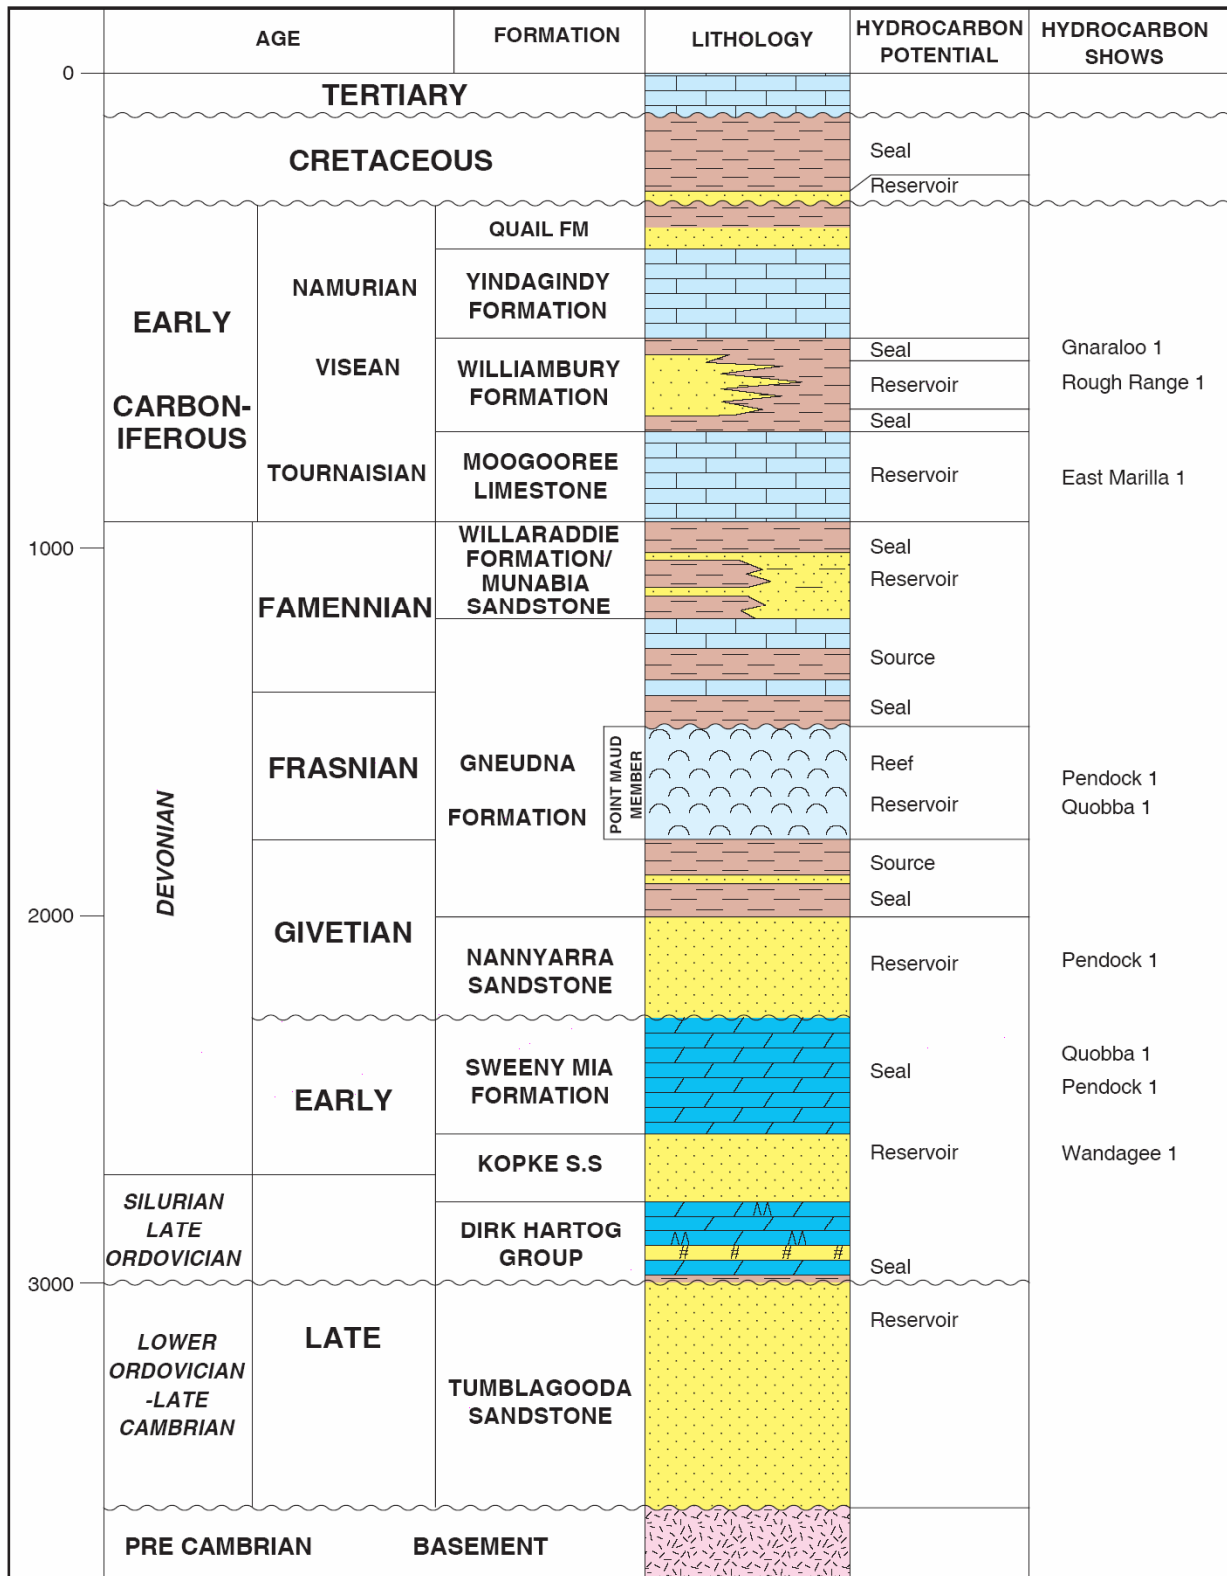 AGE
FORMATION
LITHOLOGY
HYDROCARBON
POTENTIAL
HYDROCARBON
SHOWS
0
TERTIARY
CRETACEOUS
Seal
Reservoir
EARLY
CARBON-
IFEROUS
NAMURIAN
VISEAN
TOURNAISIAN
QUAIL FM
YINDAGINDY
FORMATION
WILLIAMBURY
FORMATION
Seal
Reservoir
Seal
Gnaraloo 1
Rough Range 1
MOOGOOREE
LIMESTONE
Reservoir
East Marilla 1
1000
DEVONIAN
FAMENNIAN
WILLARADDIE
FORMATION/
MUNABIA
SANDSTONE
Seal
Reservoir
Source
Seal
FRASNIAN
GNEUDNA
FORMATION
POINT MAUD
MEMBER
Reef
Reservoir
Pendock 1
Quobba 1
Source
Seal
2000
GIVETIAN
NANNYARRA
SANDSTONE
Reservoir
Pendock 1
EARLY
SWEENY MIA
FORMATION
Seal
Quobba 1
Pendock 1
KOPKE S.S
Reservoir
Wandagee 1
SILURIAN
LATE
ORDOVICIAN
DIRK HARTOG
GROUP
Seal
3000
LOWER
ORDOVICIAN
-LATE
CAMBRIAN
LATE
TUMBLAGOODA
SANDSTONE
Reservoir
PRE CAMBRIAN BASEMENT